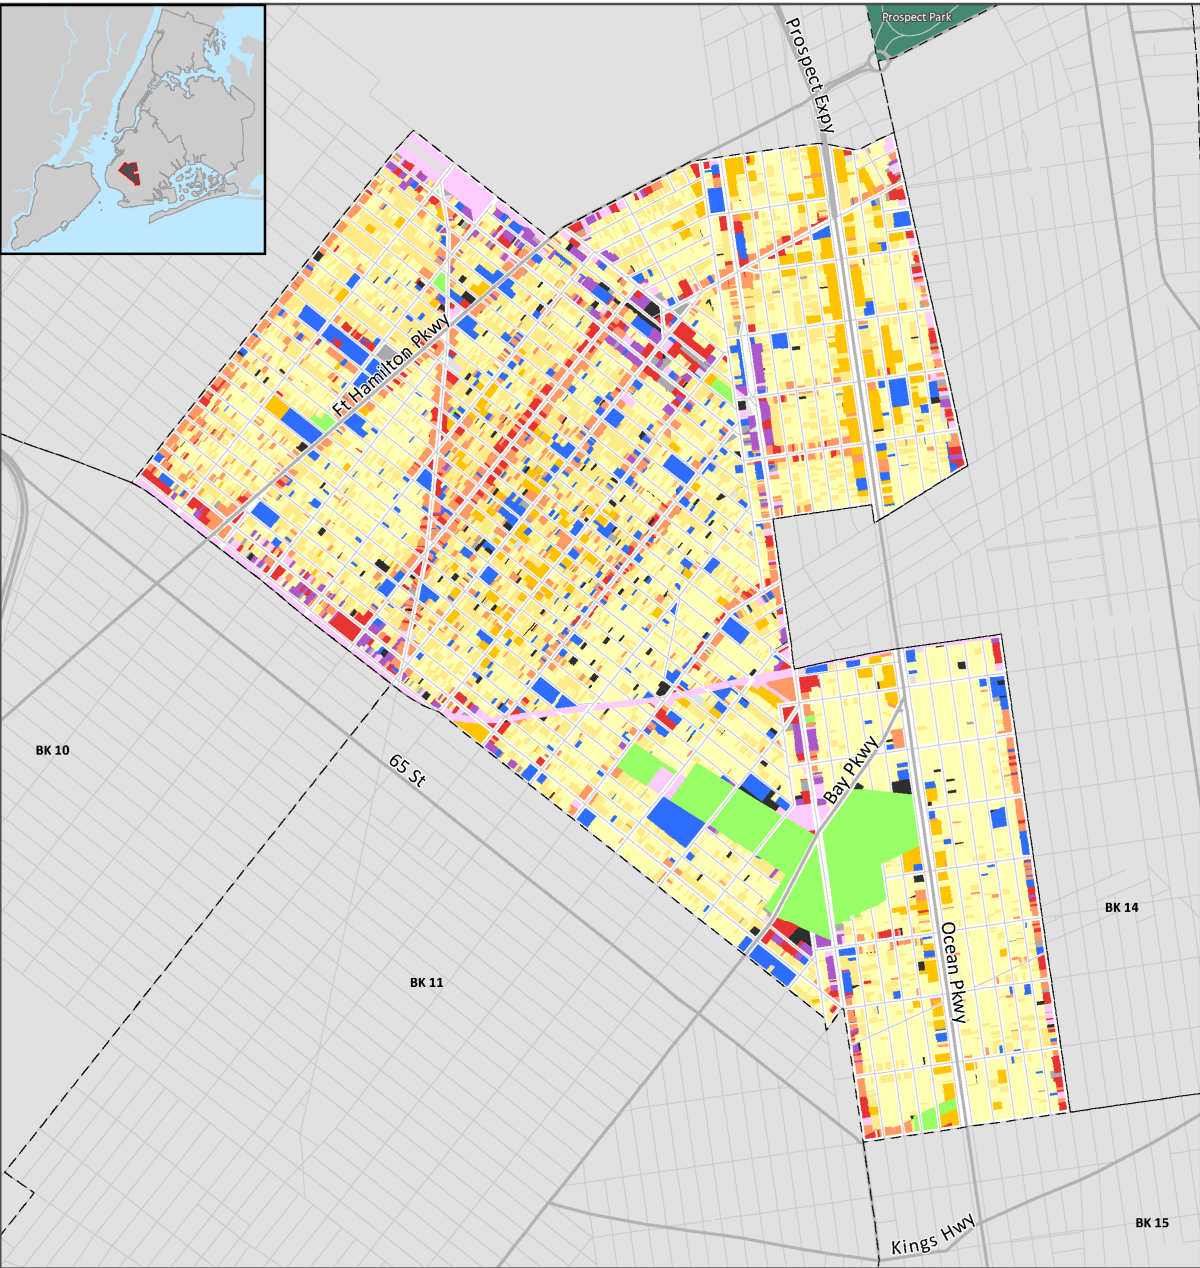 Prospect Park
Prospect Expy
Ft Hamilton Pkwy
BK 10
65 St
Bay Pkwy
BK 14
Ocean Pkwy
BK 11
Kings Hwy
BK 15